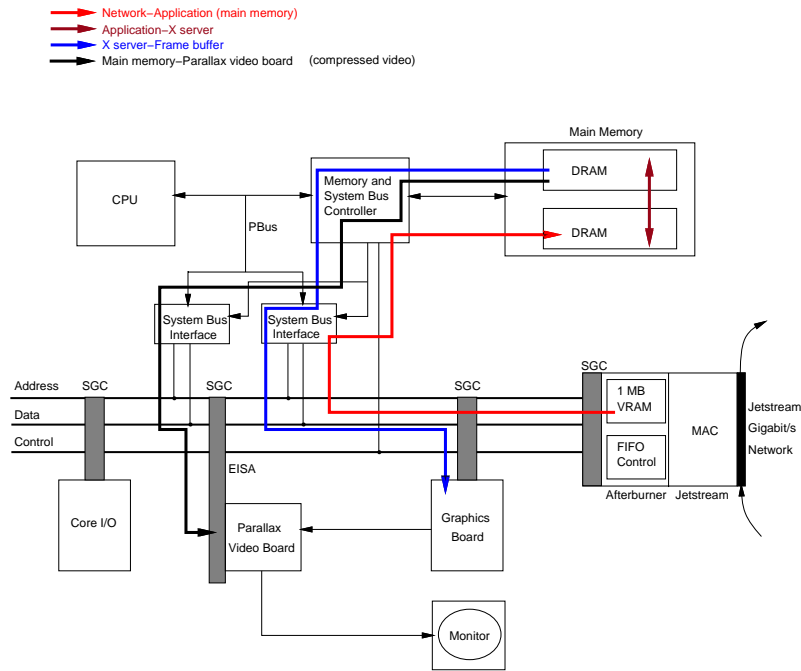 Network–Application (main memory)
Application–X server
X server–Frame buffer
Main memory–Parallax video board (compressed video)
Main Memory
CPU
Memory and
System Bus
Controller
DRAM
DRAM
PBus
System Bus
Interface
System Bus
Interface
Address
SGC
SGC
SGC
SGC
Data
Control
EISA
1 MB
VRAM
FIFO
Control
MAC
Jetstream
Gigabit/s
Network
Afterburner
Jetstream
Core I/O
Parallax
Video Board
Graphics
Board
Monitor